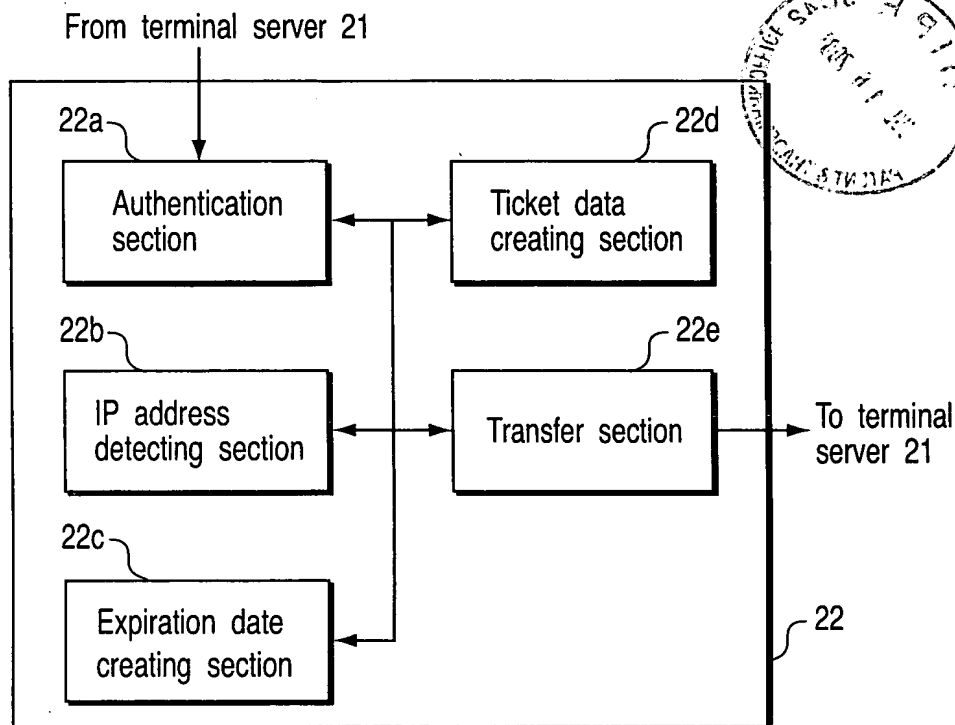 From terminal server 21
22a
22d
Authentication
section
Ticket data
creating section
22b
22e
IP address
detecting section
Transfer section
To terminal
server 21
22c
Expiration date
creating section
22